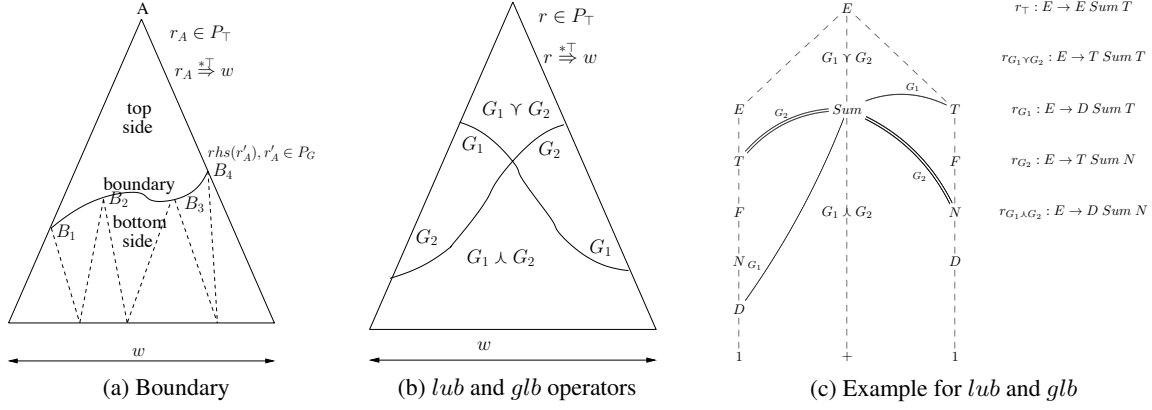 A
r_A ∈ P_⊤
r_A ⇒^{*⊤} w
top
side
rhs(r'_A), r'_A ∈ P_G
B_4
boundary
B_2
B_3
B_1
bottom
side
w
(a) Boundary
r ∈ P_⊤
r ⇒^{*⊤} w
G_1 ⋎ G_2
G_1
G_2
G_2
G_1
G_1 ⋏ G_2
w
(b) lub and glb operators
E
r_⊤ : E → E Sum T
G_1 ⋎ G_2
r_{G_1⋎G_2} : E → T Sum T
G_1
E
Sum
T
r_{G_1} : E → D Sum T
G_2
T
F
r_{G_2} : E → T Sum N
G_2
F
G_1 ⋏ G_2
N
r_{G_1⋏G_2} : E → D Sum N
N
G_1
D
D
1
+
1
(c) Example for lub and glb